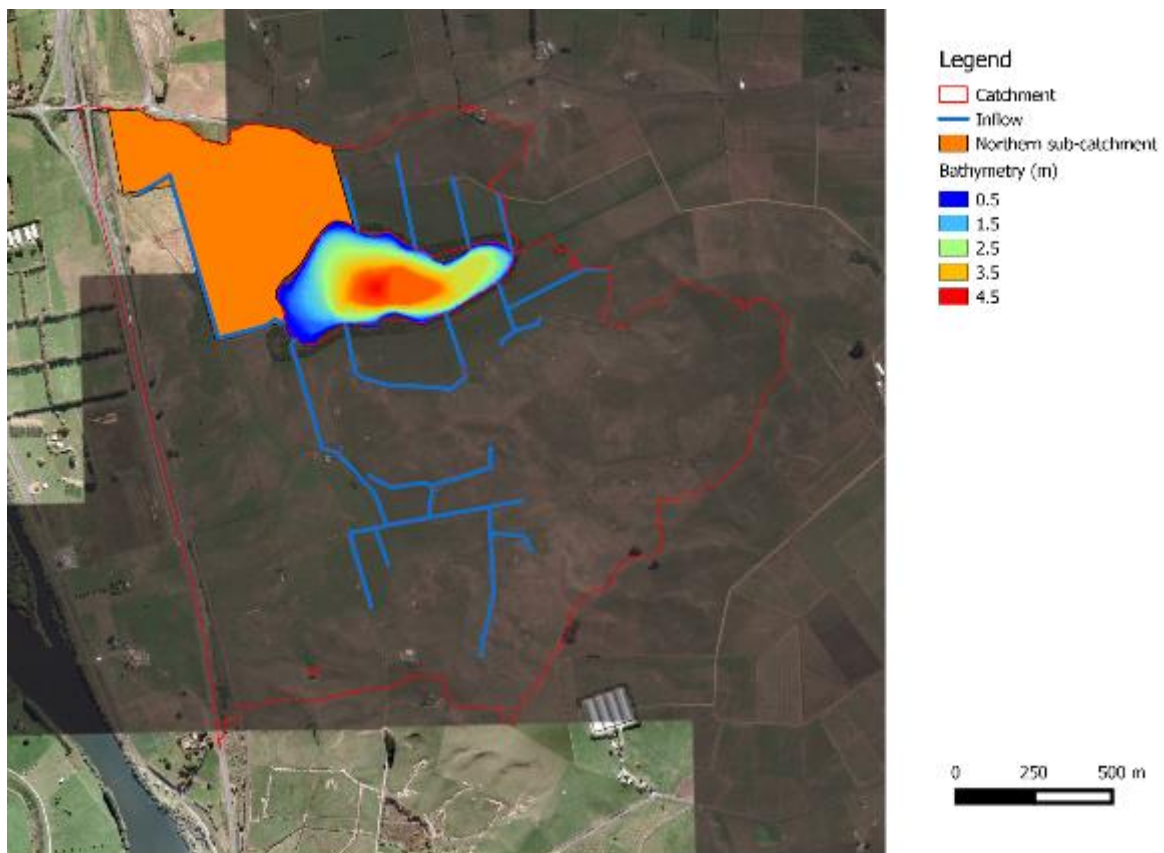 Legend
Catchment
Inflow
Northern sub-catchment
Bathymetry (m)
0.5
1.5
2.5
3.5
4.5
0 250 500 m